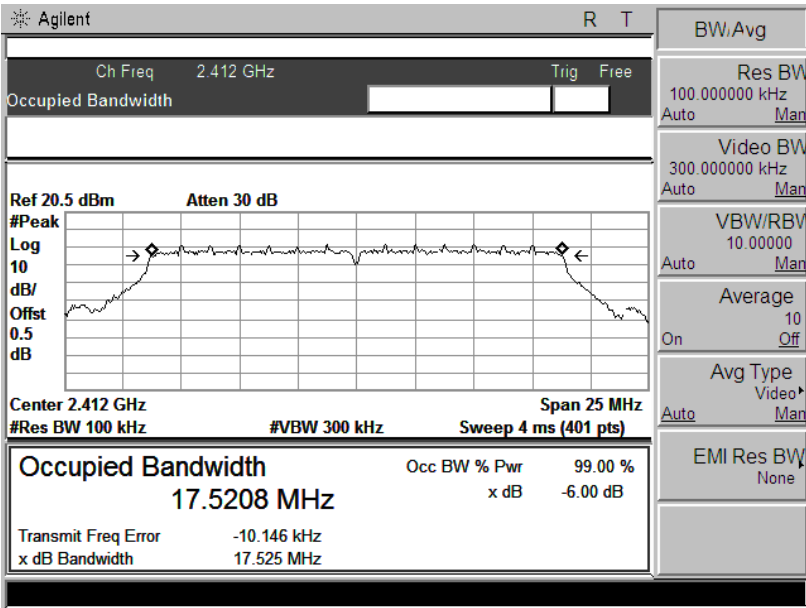 Agilent R T
Ch Freq 2.412 GHz Trig Free
Occupied Bandwidth
Ref 20.5 dBm Atten 30 dB
#Peak
Log
10
dB/
Offst
0.5
dB
Center 2.412 GHz Span 25 MHz
#Res BW 100 kHz #VBW 300 kHz Sweep 4 ms (401 pts)
Occupied Bandwidth Occ BW % Pwr 99.00 %
17.5208 MHz x dB -6.00 dB
Transmit Freq Error -10.146 kHz
x dB Bandwidth 17.525 MHz
BW/Avg
Res BW
100.000000 kHz
Auto Man
Video BW
300.000000 kHz
Auto Man
VBW/RBW
10.00000
Auto Man
Average
10
On Off
Avg Type
Video
Auto Man
EMI Res BW
None